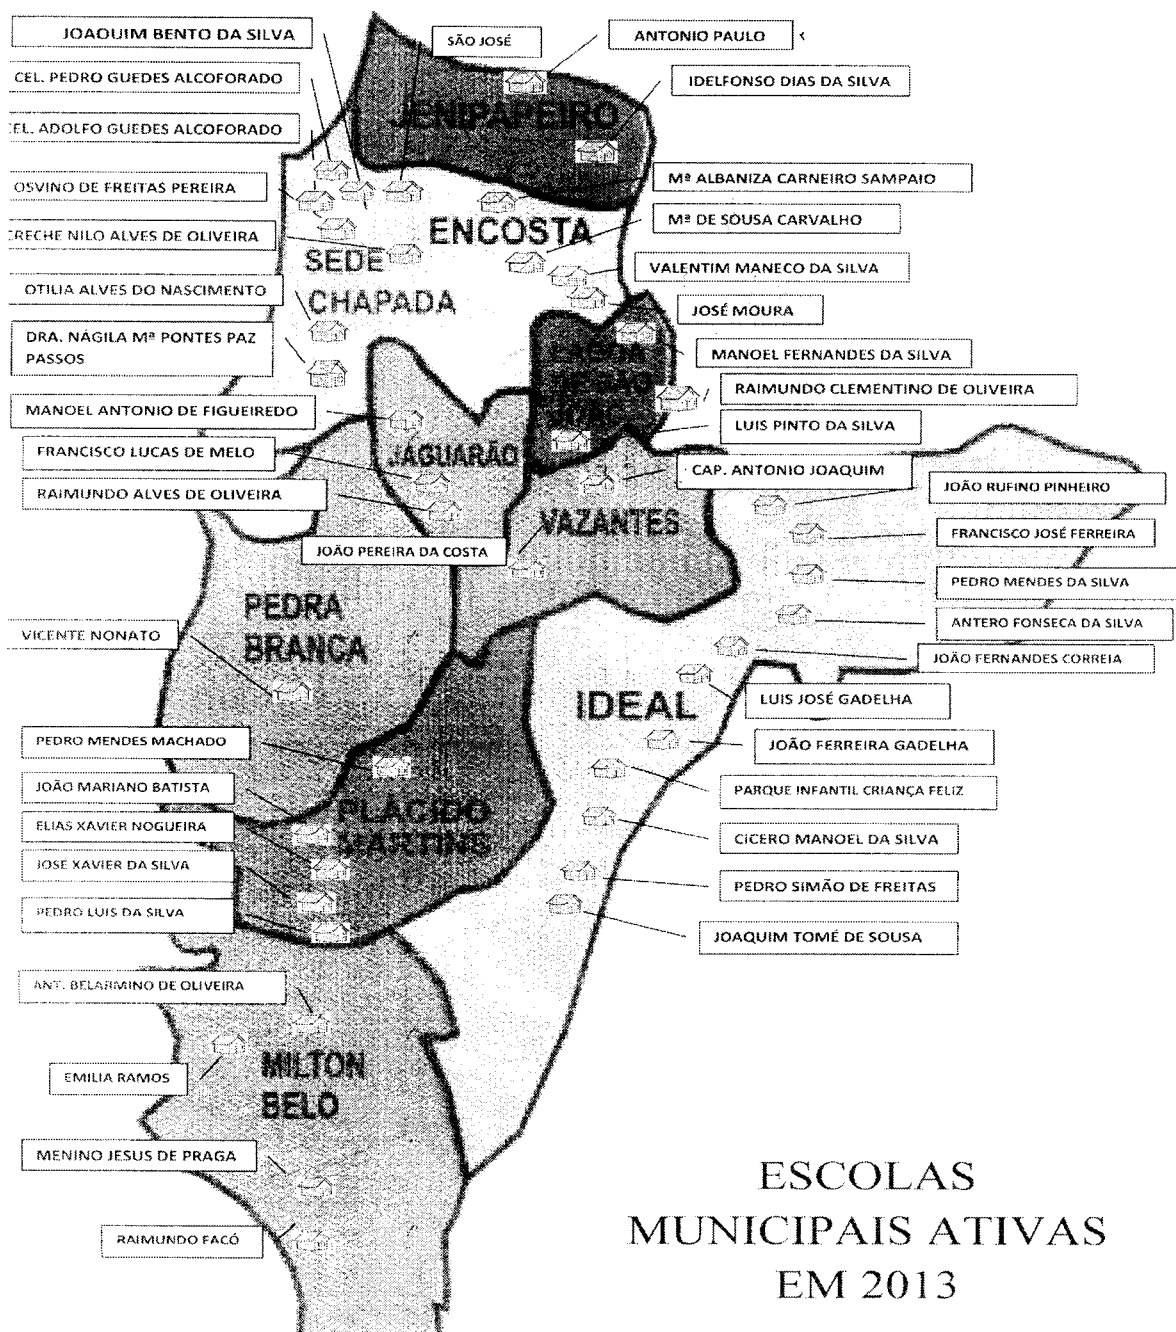 JOAQUIM BENTO DA SILVA
SÃO JOSÉ
ANTONIO PAULO
CEL. PEDRO GUEDES ALCOFORADO
IDELFONSO DIAS DA SILVA
JENIPAPEIRO
CEL. ADOLFO GUEDES ALCOFORADO
OSVINO DE FREITAS PEREIRA
Mª ALBANIZA CARNEIRO SAMPAIO
Mª DE SOUSA CARVALHO
CRECHE NILO ALVES DE OLIVEIRA
ENCOSTA
SEDE
CHAPADA
VALENTIM MANECO DA SILVA
OTILIA ALVES DO NASCIMENTO
JOSÉ MOURA
DRA. NÁGILA Mª PONTES PAZ
PASSOS
LAGOA
DE SÃO
JOÃO
MANOEL FERNANDES DA SILVA
RAIMUNDO CLEMENTINO DE OLIVEIRA
MANOEL ANTONIO DE FIGUEIREDO
LUIS PINTO DA SILVA
FRANCISCO LUCAS DE MELO
JAGUARÃO
CAP. ANTONIO JOAQUIM
RAIMUNDO ALVES DE OLIVEIRA
JOÃO RUFINO PINHEIRO
VAZANTES
FRANCISCO JOSÉ FERREIRA
JOÃO PEREIRA DA COSTA
PEDRO MENDES DA SILVA
PEDRA
BRANCA
ANTERO FONSECA DA SILVA
VICENTE NONATO
JOÃO FERNANDES CORREIA
IDEAL
LUIS JOSÉ GADELHA
PEDRO MENDES MACHADO
JOÃO FERREIRA GADELHA
JOÃO MARIANO BATISTA
PARQUE INFANTIL CRIANÇA FELIZ
PLÁCIDO
MARTINS
ELIAS XAVIER NOGUEIRA
CICERO MANOEL DA SILVA
JOSE XAVIER DA SILVA
PEDRO SIMÃO DE FREITAS
PEDRO LUIS DA SILVA
JOAQUIM TOMÉ DE SOUSA
ANT. BELARMINO DE OLIVEIRA
MILTON
BELO
EMILIA RAMOS
MENINO JESUS DE PRAGA
RAIMUNDO FACÓ
ESCOLAS
MUNICIPAIS ATIVAS
EM 2013